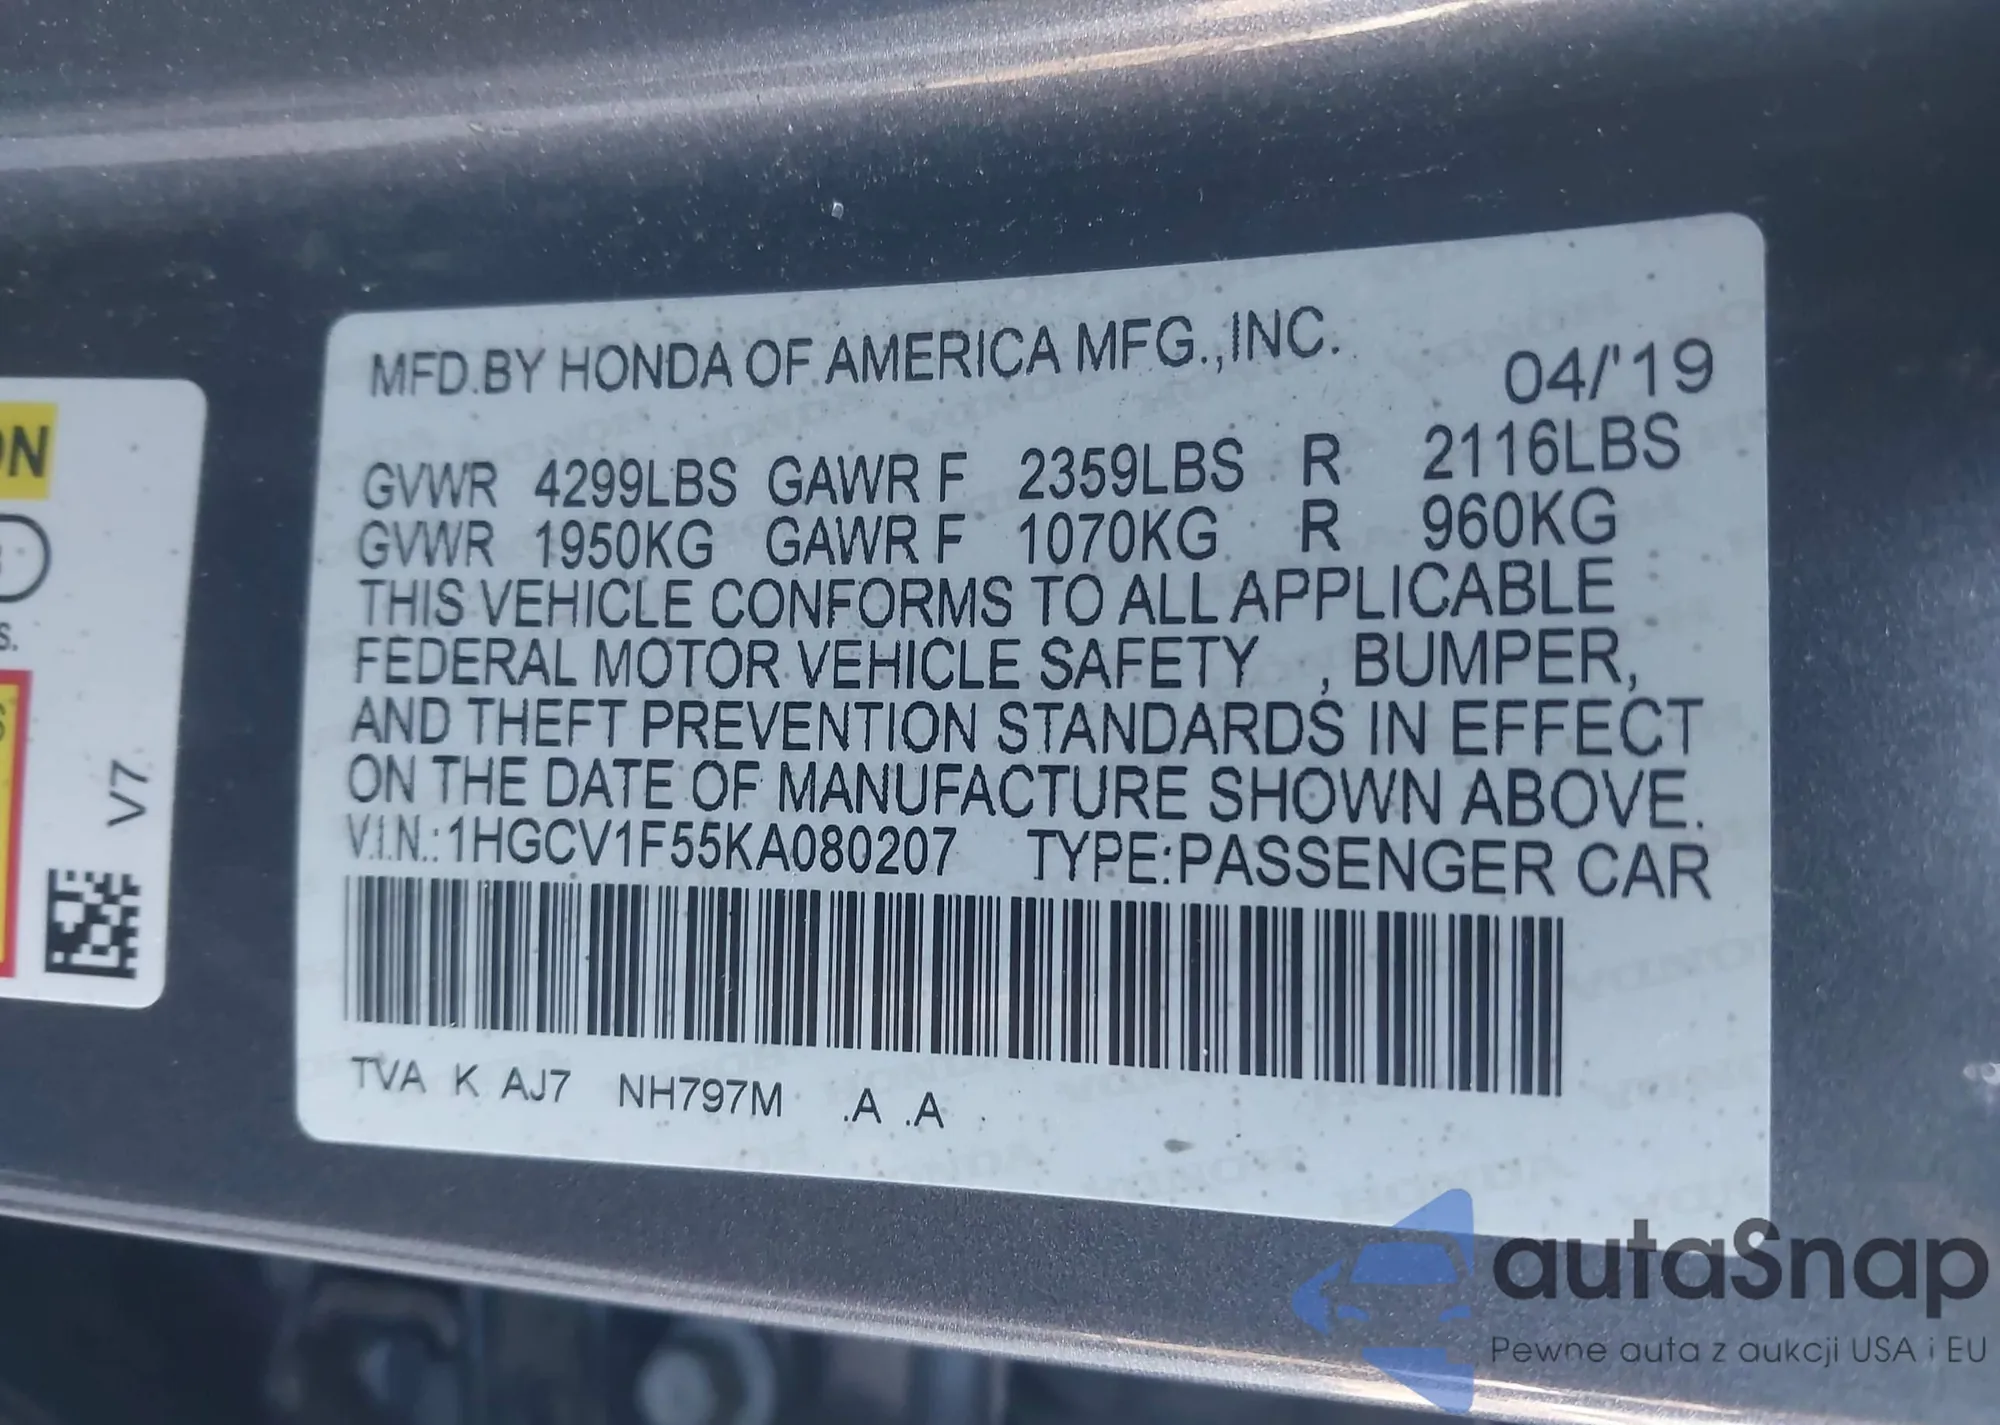 MFD.BY HONDA OF AMERICA MFG.,INC.
04/'19
GVWR 4299LBS GAWR F 2359LBS R 2116LBS
GVWR 1950KG GAWR F 1070KG R 960KG
THIS VEHICLE CONFORMS TO ALL APPLICABLE
FEDERAL MOTOR VEHICLE SAFETY , BUMPER,
AND THEFT PREVENTION STANDARDS IN EFFECT
ON THE DATE OF MANUFACTURE SHOWN ABOVE.
V.I.N.:1HGCV1F55KA080207 TYPE:PASSENGER CAR
TVA K AJ7 NH797M .A .A
V7
autaSnap
Pewne auta z aukcji USA i EU